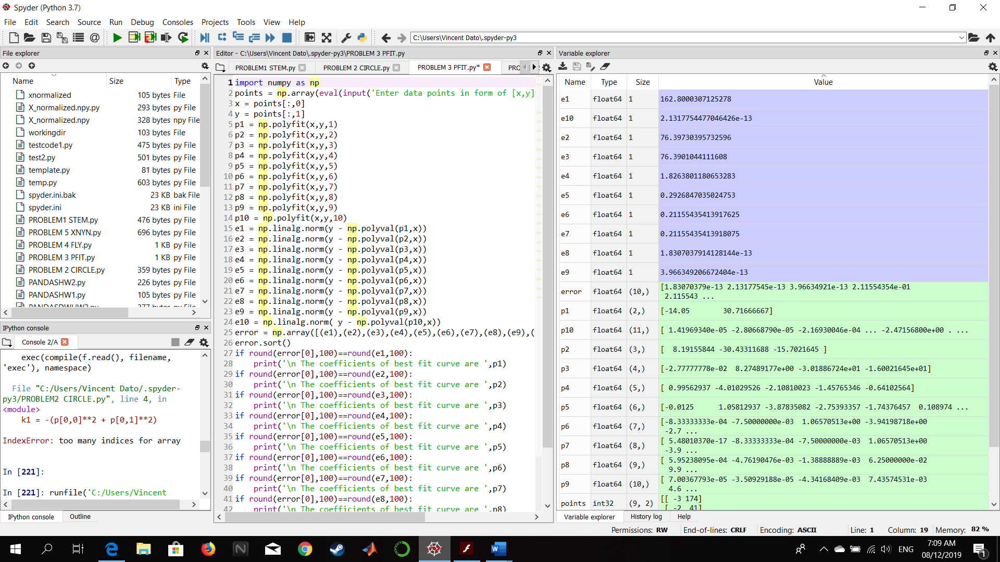 Spyder (Python 3.7)
File Edit Search Source Run Debug Consoles Projects Tools View Help
C:\Users\Vincent Dato\.spyder-py3
File explorer
Name Size Type
xnormalized 105 bytes File
X_normalized.npy.py 293 bytes py File
X_normalized.npy 328 bytes npy File
workingdir 103 bytes File
testcode1.py 475 bytes py File
test2.py 501 bytes py File
template.py 81 bytes py File
temp.py 603 bytes py File
spyder.ini.bak 23 KB bak File
spyder.ini 23 KB ini File
PROBLEM1 STEM.py 476 bytes py File
PROBLEM 5 XNYN.py 696 bytes py File
PROBLEM 4 FLY.py 1 KB py File
PROBLEM 3 PFIT.py 1 KB py File
PROBLEM 2 CIRCLE.py 359 bytes py File
PANDASHW2.py 226 bytes py File
PANDASHW1.py 105 bytes py File
IPython console
Console 2/A
exec(compile(f.read(), filename,
'exec'), namespace)
File "C:/Users/Vincent Dato/.spyder-
py3/PROBLEM2 CIRCLE.py", line 4, in
<module>
k1 = -(p[0,0]**2 + p[0,1]**2)
IndexError: too many indices for array
In [221]:
In [221]: runfile('C:/Users/Vincent
IPython console Outline
Editor - C:\Users\Vincent Dato\.spyder-py3\PROBLEM 3 PFIT.py
PROBLEM1 STEM.py PROBLEM 2 CIRCLE.py PROBLEM 3 PFIT.py*
1 import numpy as np
2 points = np.array(eval(input('Enter data points in form of [x,y]
3 x = points[:,0]
4 y = points[:,1]
5 p1 = np.polyfit(x,y,1)
6 p2 = np.polyfit(x,y,2)
7 p3 = np.polyfit(x,y,3)
8 p4 = np.polyfit(x,y,4)
9 p5 = np.polyfit(x,y,5)
10 p6 = np.polyfit(x,y,6)
11 p7 = np.polyfit(x,y,7)
12 p8 = np.polyfit(x,y,8)
13 p9 = np.polyfit(x,y,9)
14 p10 = np.polyfit(x,y,10)
15 e1 = np.linalg.norm(y - np.polyval(p1,x))
16 e2 = np.linalg.norm(y - np.polyval(p2,x))
17 e3 = np.linalg.norm(y - np.polyval(p3,x))
18 e4 = np.linalg.norm(y - np.polyval(p4,x))
19 e5 = np.linalg.norm(y - np.polyval(p5,x))
20 e6 = np.linalg.norm(y - np.polyval(p6,x))
21 e7 = np.linalg.norm(y - np.polyval(p7,x))
22 e8 = np.linalg.norm(y - np.polyval(p8,x))
23 e9 = np.linalg.norm(y - np.polyval(p9,x))
24 e10 = np.linalg.norm( y - np.polyval(p10,x))
25 error = np.array([(e1),(e2),(e3),(e4),(e5),(e6),(e7),(e8),(e9),(
26 error.sort()
27 if round(error[0],100)==round(e1,100):
28 print('\n The coefficients of best fit curve are ',p1)
29 if round(error[0],100)==round(e2,100):
30 print('\n The coefficients of best fit curve are ',p2)
31 if round(error[0],100)==round(e3,100):
32 print('\n The coefficients of best fit curve are ',p3)
33 if round(error[0],100)==round(e4,100):
34 print('\n The coefficients of best fit curve are ',p4)
35 if round(error[0],100)==round(e5,100):
36 print('\n The coefficients of best fit curve are ',p5)
37 if round(error[0],100)==round(e6,100):
38 print('\n The coefficients of best fit curve are ',p6)
39 if round(error[0],100)==round(e7,100):
40 print('\n The coefficients of best fit curve are ',p7)
41 if round(error[0],100)==round(e8,100):
42 print('\n The coefficients of best fit curve are ',p8)
Variable explorer
Name Type Size Value
e1 float64 1 162.8000307125278
e10 float64 1 2.1317754477046426e-13
e2 float64 1 76.39730395732596
e3 float64 1 76.3901044111608
e4 float64 1 1.8263801180653283
e5 float64 1 0.2926847035024753
e6 float64 1 0.21155435413917625
e7 float64 1 0.21155435413918075
e8 float64 1 1.8307037914128144e-13
e9 float64 1 3.966349206672404e-13
error float64 (10,) [1.83070379e-13 2.13177545e-13 3.96634921e-13 2.11554354e-01
2.115543 ...
p1 float64 (2,) [-14.05 30.71666667]
p10 float64 (11,) [ 1.41969340e-05 -2.80668790e-05 -2.16930046e-04 ... -2.47156800e+00 . ...
p2 float64 (3,) [ 8.19155844 -30.43311688 -15.7021645 ]
p3 float64 (4,) [-2.77777778e-02 8.27489177e+00 -3.01886724e+01 -1.60021645e+01]
p4 float64 (5,) [ 0.99562937 -4.01029526 -2.10810023 -1.45765346 -0.64102564]
p5 float64 (6,) [-0.0125 1.05812937 -3.87835082 -2.75393357 -1.74376457 0.108974 ...
p6 float64 (7,) [-8.33333333e-04 -7.50000000e-03 1.06570513e+00 -3.94198718e+00
-2.7 ...
p7 float64 (8,) [ 5.48010370e-17 -8.33333333e-04 -7.50000000e-03 1.06570513e+00
-3.9 ...
p8 float64 (9,) [ 5.95238095e-04 -4.76190476e-03 -1.38888889e-03 6.25000000e-02
9.9 ...
p9 float64 (10,) [ 7.00367793e-05 -3.50929188e-05 -4.34168409e-03 7.43574531e-03
4.6 ...
points int32 (9, 2) [[ -3 174]
[ -2 41]
Variable explorer History log Help
Permissions: RW End-of-lines: CRLF Encoding: ASCII Line: 1 Column: 19 Memory: 82 %
ENG
7:09 AM
08/12/2019
1